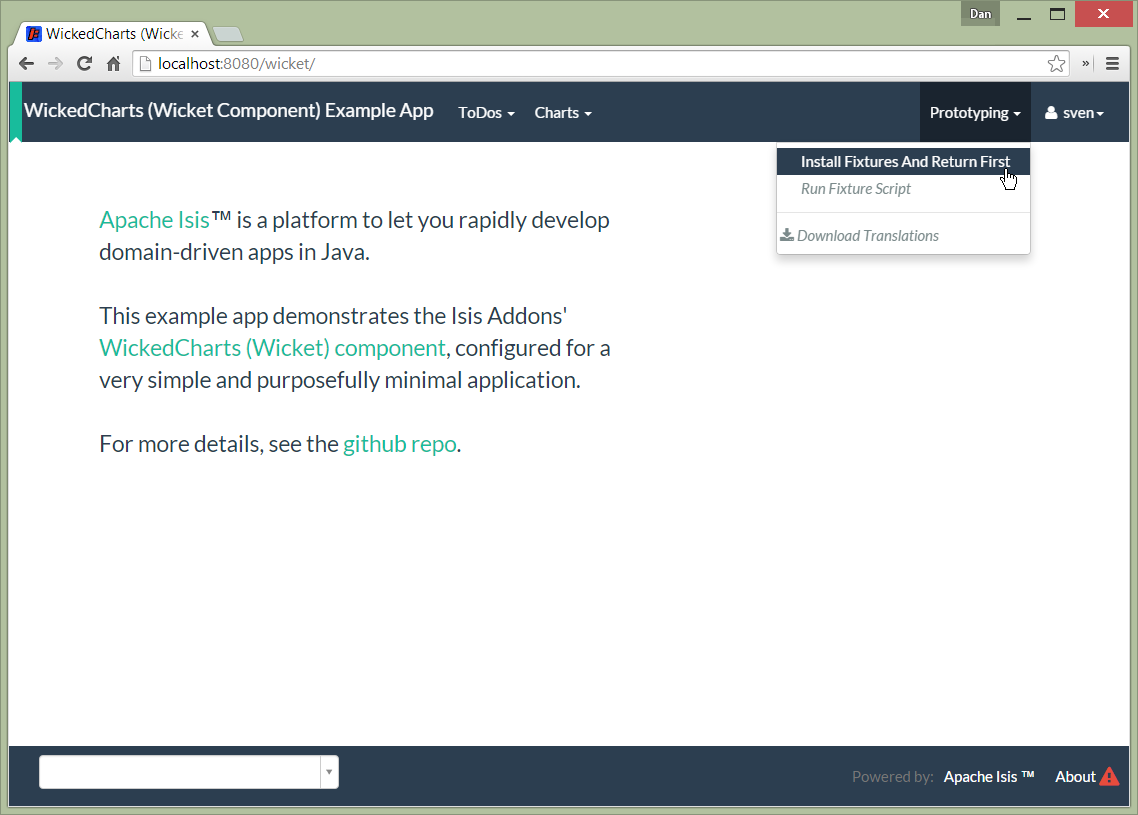 Dan
WickedCharts (Wicke
localhost:8080/wicket/
WickedCharts (Wicket Component) Example App ToDos Charts Prototyping sven
Install Fixtures And Return First
Run Fixture Script
Download Translations
Apache Isis™ is a platform to let you rapidly develop
domain-driven apps in Java.
This example app demonstrates the Isis Addons'
WickedCharts (Wicket) component, configured for a
very simple and purposefully minimal application.
For more details, see the github repo.
Powered by: Apache Isis ™ About